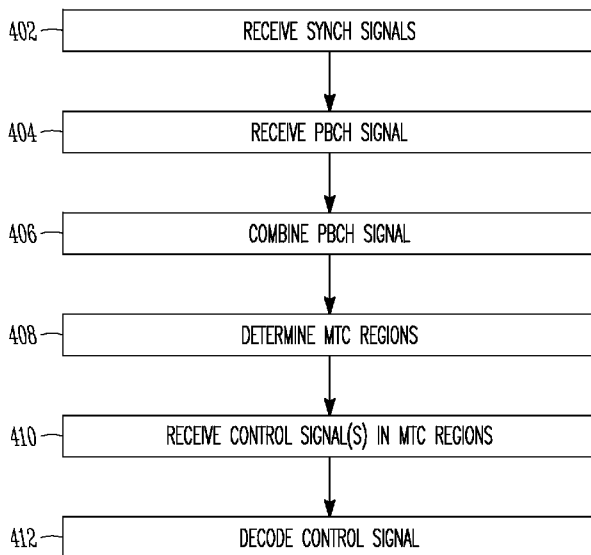 402 RECEIVE SYNCH SIGNALS
404 RECEIVE PBCH SIGNAL
406 COMBINE PBCH SIGNAL
408 DETERMINE MTC REGIONS
410 RECEIVE CONTROL SIGNAL(S) IN MTC REGIONS
412 DECODE CONTROL SIGNAL